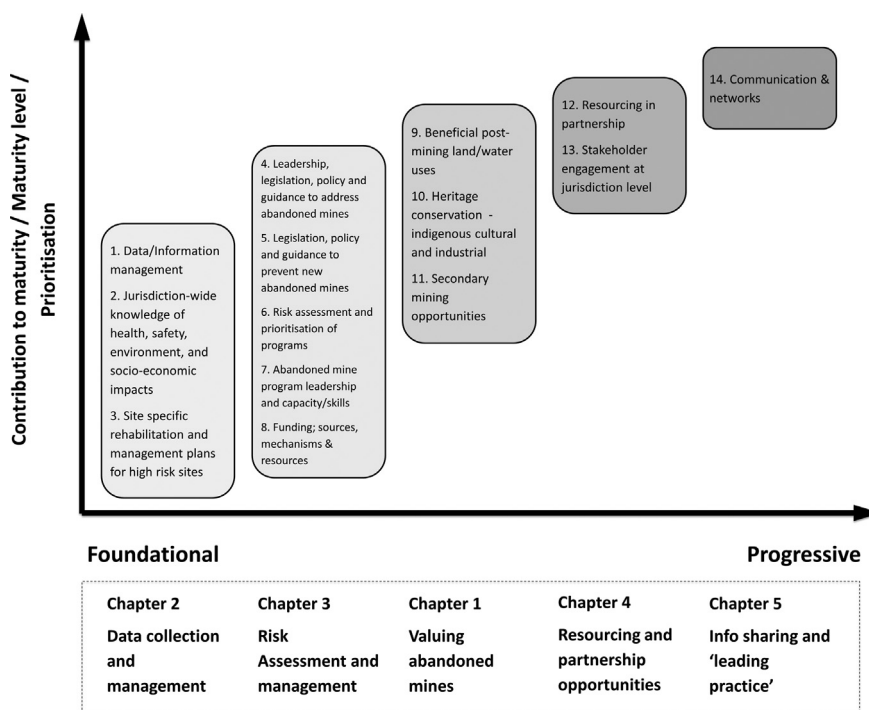 Contribution to maturity / Maturity level /
Prioritisation
1. Data/Information
management
2. Jurisdiction-wide
knowledge of
health, safety,
environment, and
socio-economic
impacts
3. Site specific
rehabilitation and
management plans
for high risk sites
4. Leadership,
legislation, policy and
guidance to address
abandoned mines
5. Legislation, policy
and guidance to
prevent new
abandoned mines
6. Risk assessment and
prioritisation of
programs
7. Abandoned mine
program leadership
and capacity/skills
8. Funding; sources,
mechanisms &
resources
9. Beneficial post-
mining land/water
uses
10. Heritage
conservation -
indigenous cultural
and industrial
11. Secondary
mining
opportunities
12. Resourcing in
partnership
13. Stakeholder
engagement at
jurisdiction level
14. Communication &
networks
Foundational
Progressive
Chapter 2
Data collection
and
management
Chapter 3
Risk
Assessment and
management
Chapter 1
Valuing
abandoned
mines
Chapter 4
Resourcing and
partnership
opportunities
Chapter 5
Info sharing and
‘leading
practice’